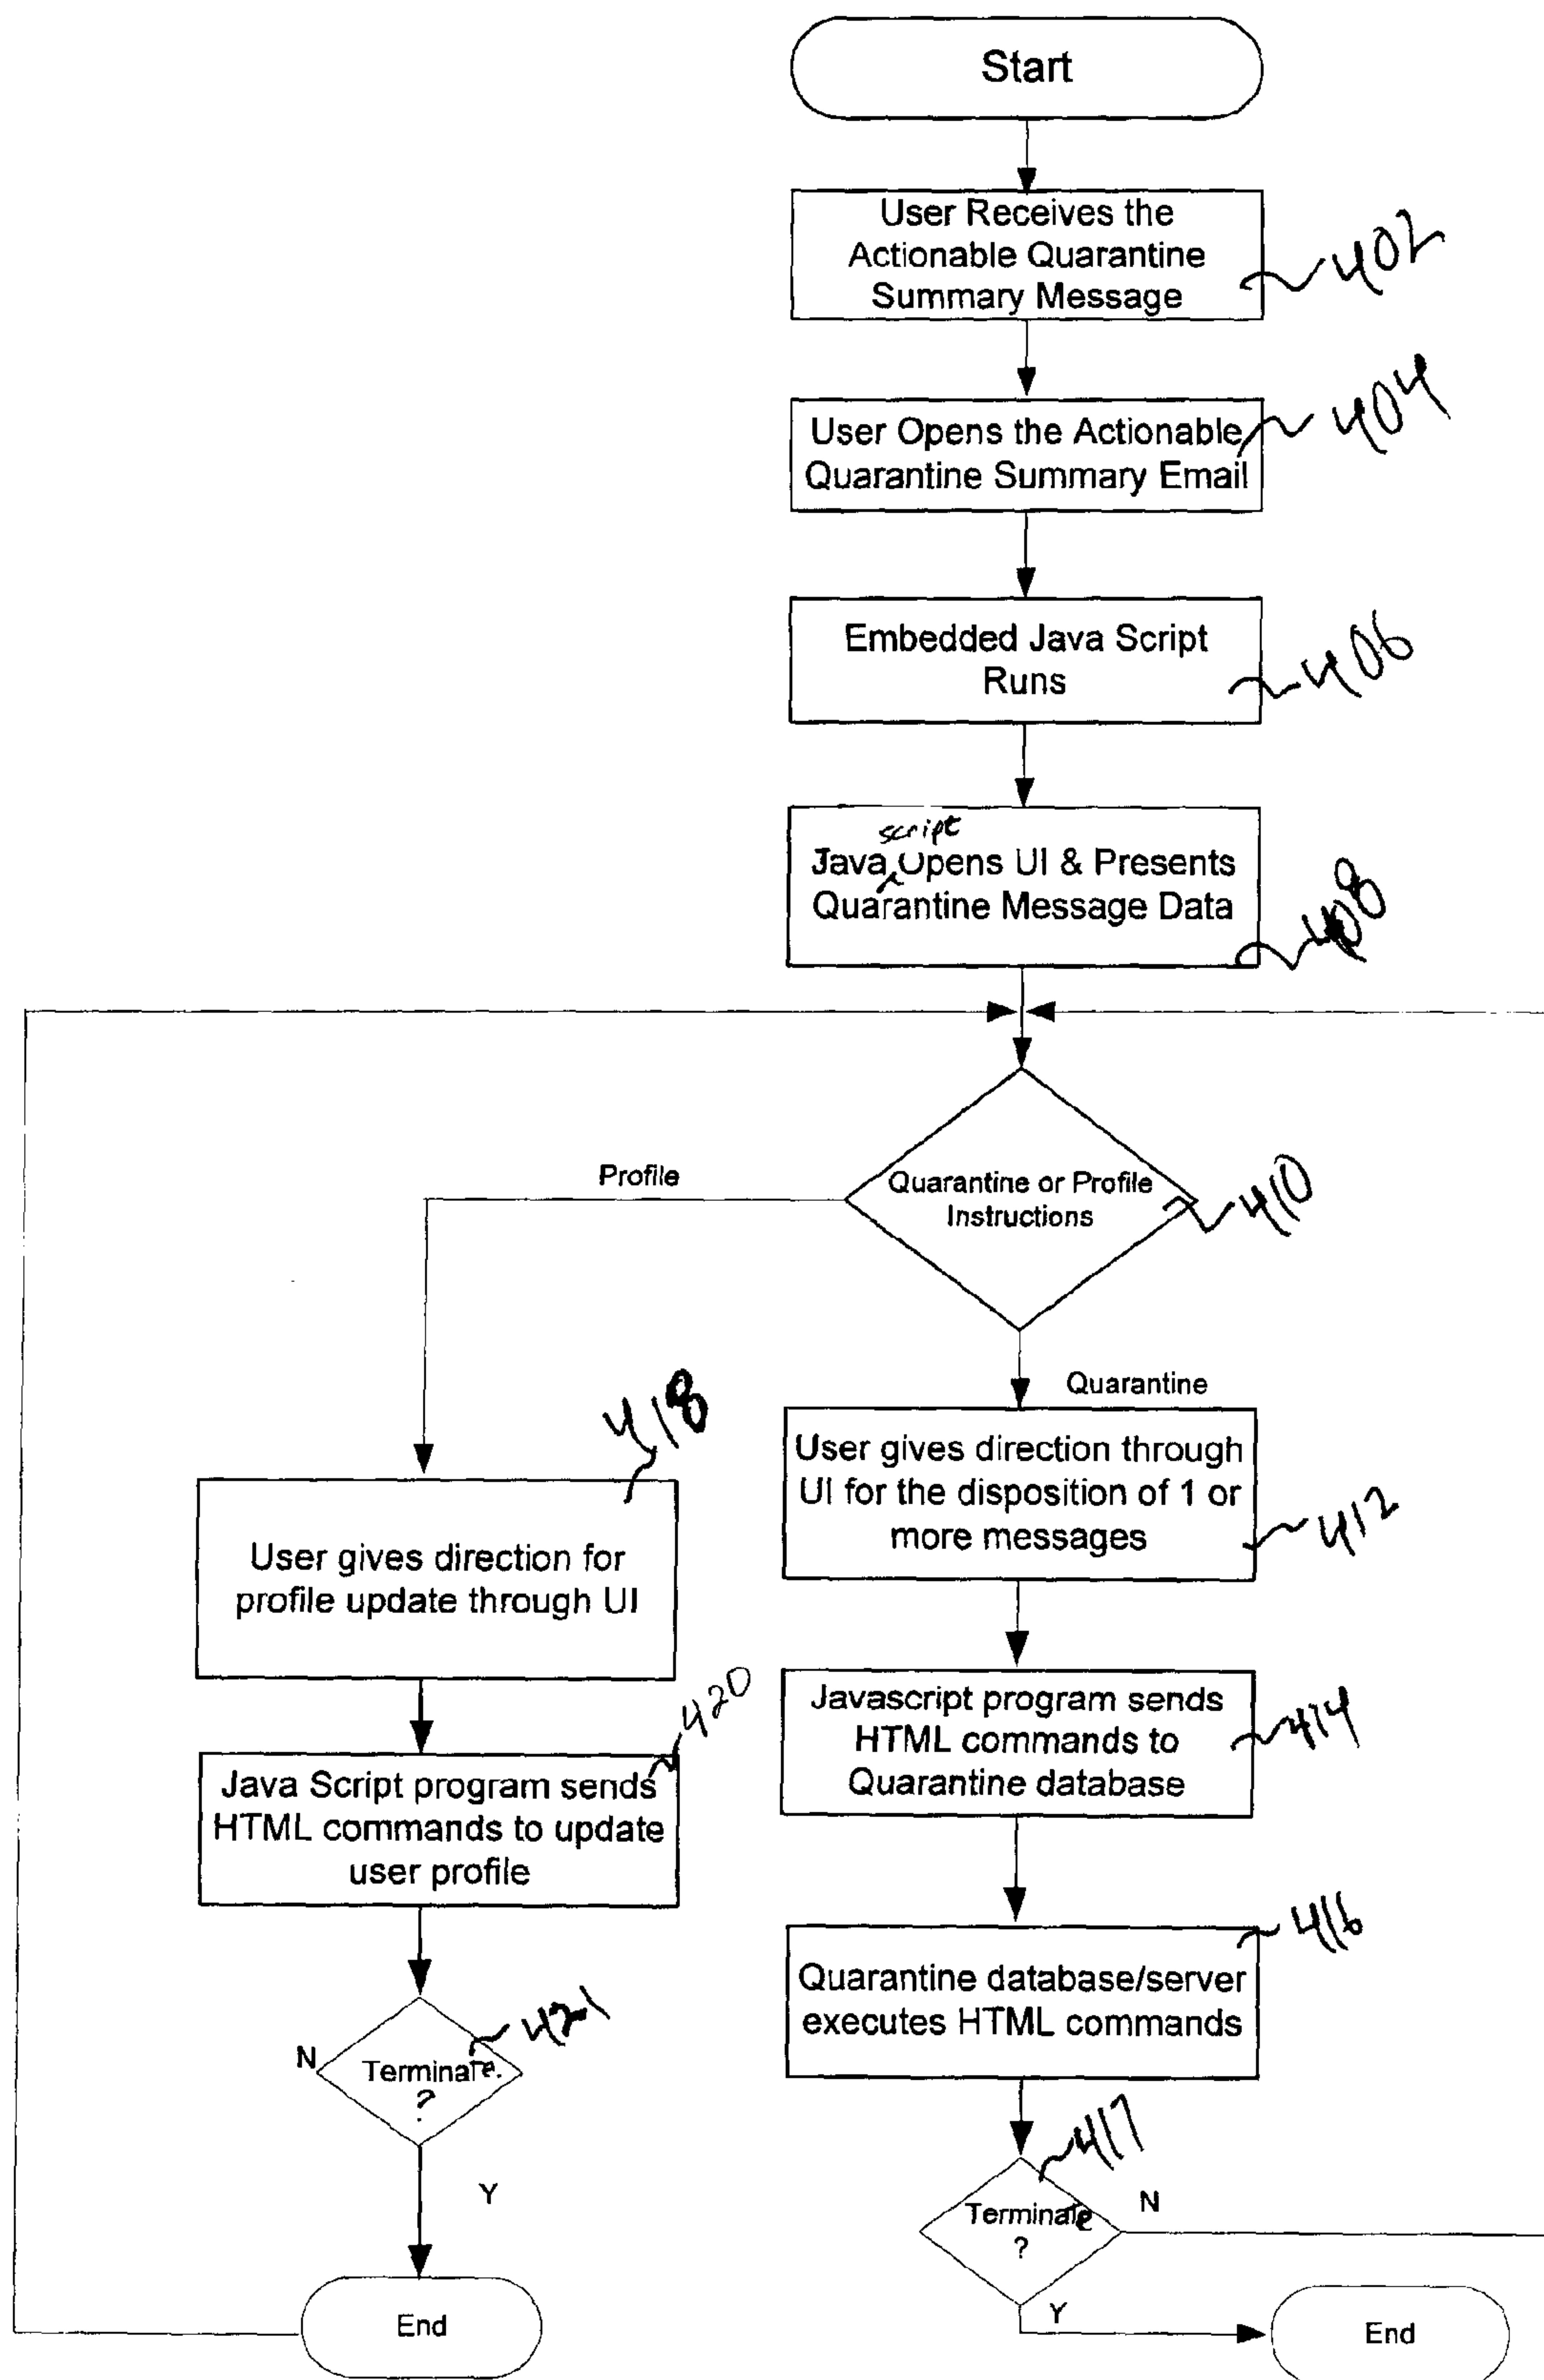 Start
User Receives the
Actionable Quarantine
Summary Message
402
User Opens the Actionable
Quarantine Summary Email
404
Embedded Java Script
Runs
406
script
Java Opens UI & Presents
Quarantine Message Data
408
Quarantine or Profile
Instructions
410
Profile
Quarantine
418
User gives direction for
profile update through UI
User gives direction through
UI for the disposition of 1 or
more messages
412
420
Java Script program sends
HTML commands to update
user profile
Javascript program sends
HTML commands to
Quarantine database
414
416
Quarantine database/server
executes HTML commands
421
N
Terminate.
?
Y
End
417
Terminate
?
N
Y
End